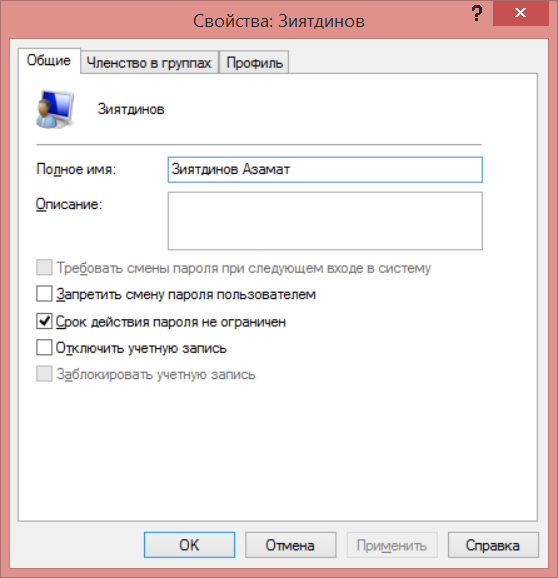 Свойства: Зиятдинов
?
Общие Членство в группах Профиль
Зиятдинов
Полное имя: Зиятдинов Азамат
Описание:
Требовать смены пароля при следующем входе в систему
Запретить смену пароля пользователем
Срок действия пароля не ограничен
Отключить учетную запись
Заблокировать учетную запись
OK Отмена Применить Справка